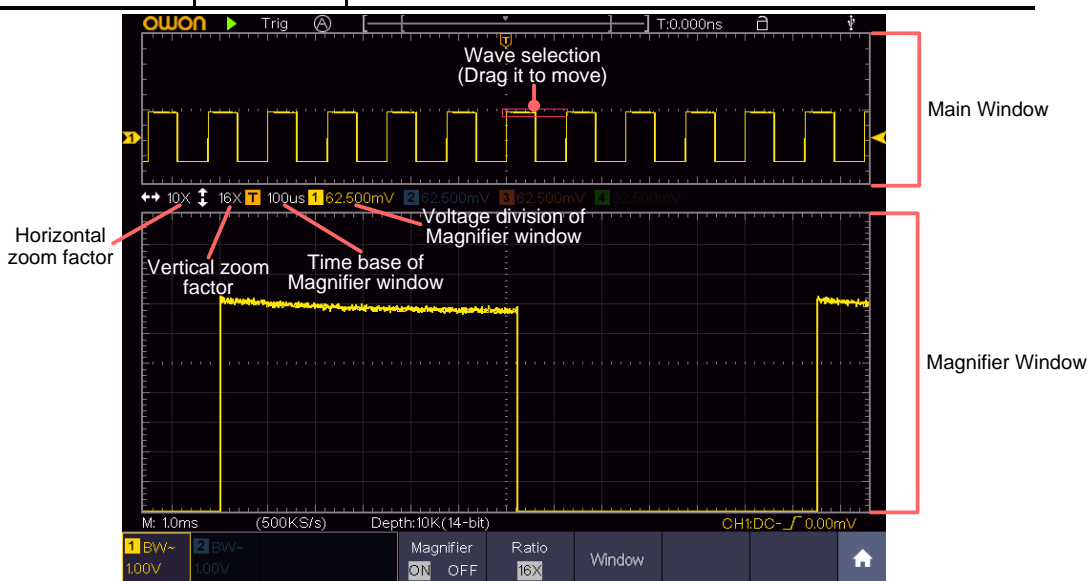 owon Trig A T:0.000ns
T
Wave selection
(Drag it to move)
Main Window
1
10X 16X T 100us 1 62.500mV 2 62.500mV 3 62.500mV 4 62.500mV
Voltage division of
Magnifier window
Horizontal
zoom factor
Vertical zoom
factor
Time base of
Magnifier window
Magnifier Window
M: 1.0ms (500KS/s) Depth:10K(14-bit) CH1:DC- 0.00mV
1 BW~ 2 BW~ Magnifier Ratio Window
1.00V 1.00V ON OFF 16X